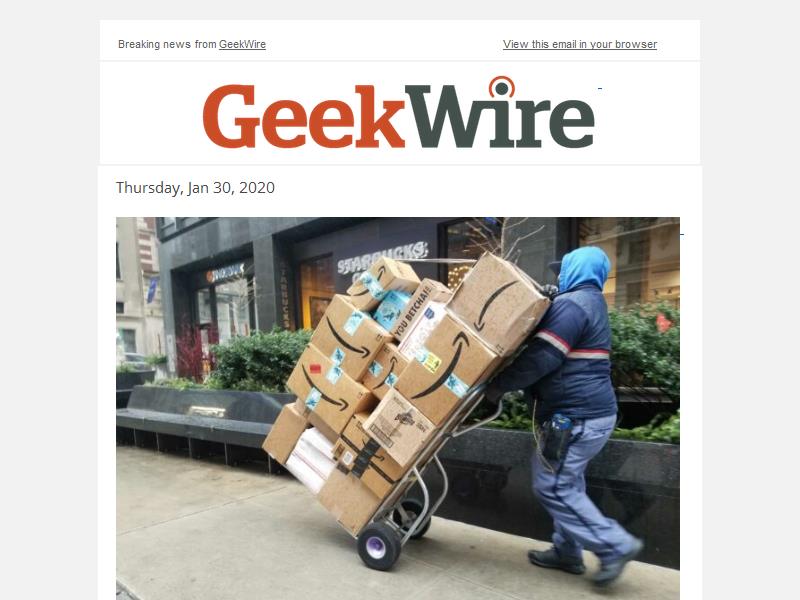 Breaking news from GeekWire
View this email in your browser
GeekWire
Thursday, Jan 30, 2020
STARBUCKS
STARBUCKS
YOU BETCHA!